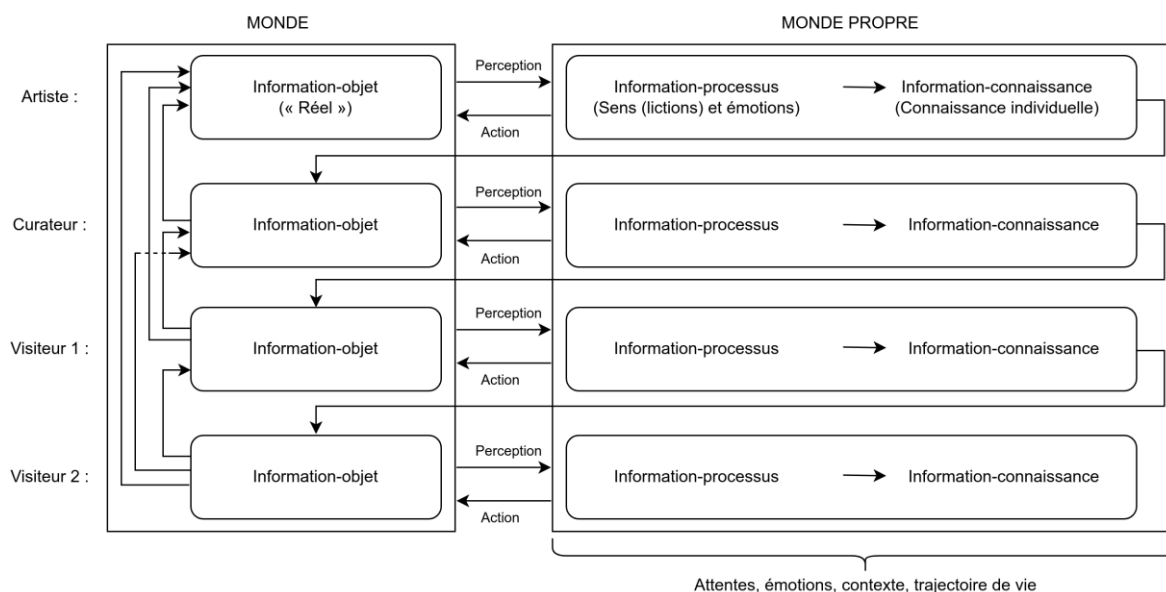 MONDE
MONDE PROPRE
Artiste :
Information-objet
(« Réel »)
Perception
Action
Information-processus
(Sens (lictions) et émotions)
Information-connaissance
(Connaissance individuelle)
Curateur :
Information-objet
Perception
Action
Information-processus
Information-connaissance
Visiteur 1 :
Information-objet
Perception
Action
Information-processus
Information-connaissance
Visiteur 2 :
Information-objet
Perception
Action
Information-processus
Information-connaissance
Attentes, émotions, contexte, trajectoire de vie